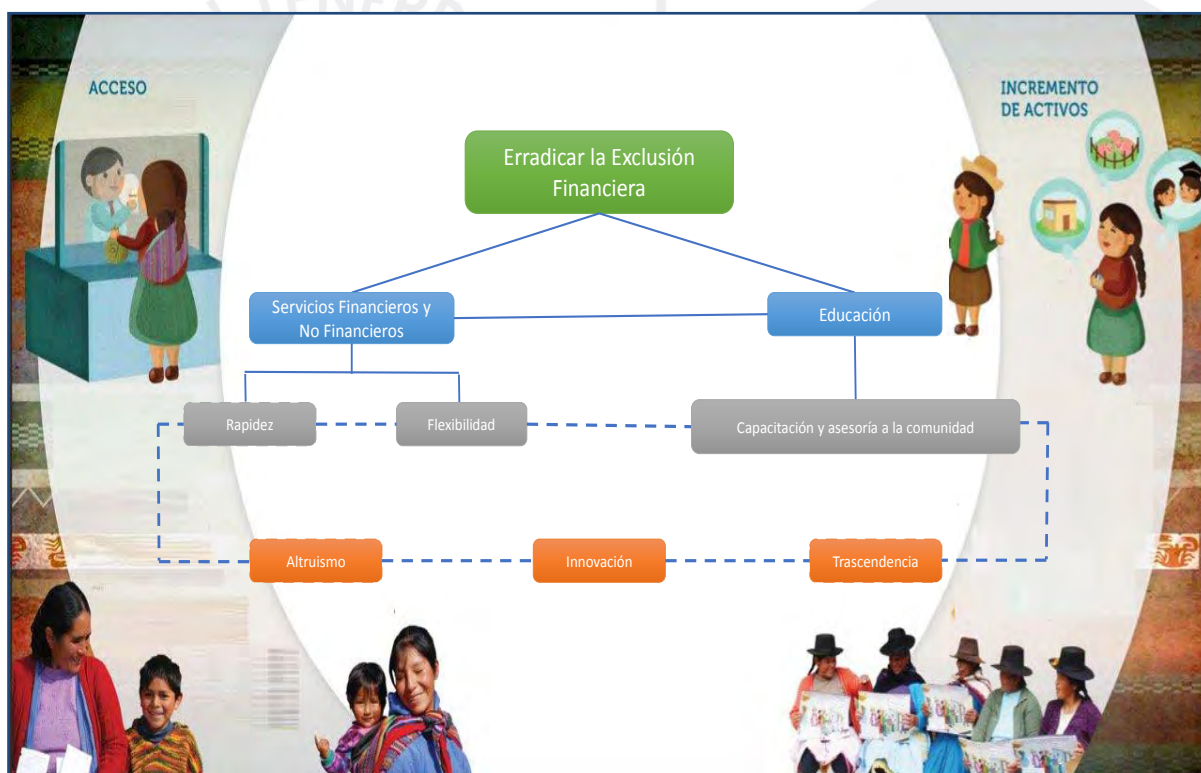 ACCESO
INCREMENTO
DE ACTIVOS
Erradicar la Exclusión
Financiera
Servicios Financieros y
No Financieros
Educación
Rapidez
Flexibilidad
Capacitación y asesoría a la comunidad
Altruismo
Innovación
Trascendencia